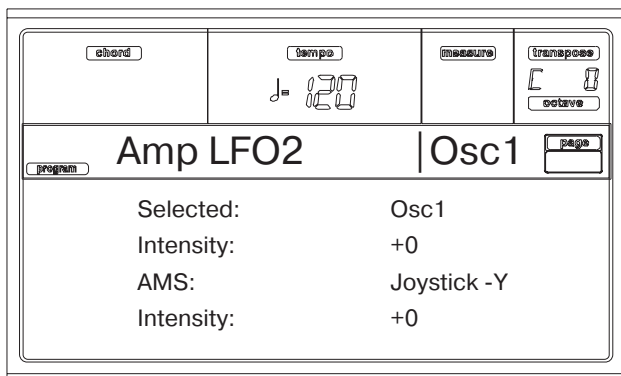 chord tempo measure transpose
♩= 120 C 0
octave
program Amp LFO2 |Osc1 page
Selected: Osc1
Intensity: +0
AMS: Joystick -Y
Intensity: +0